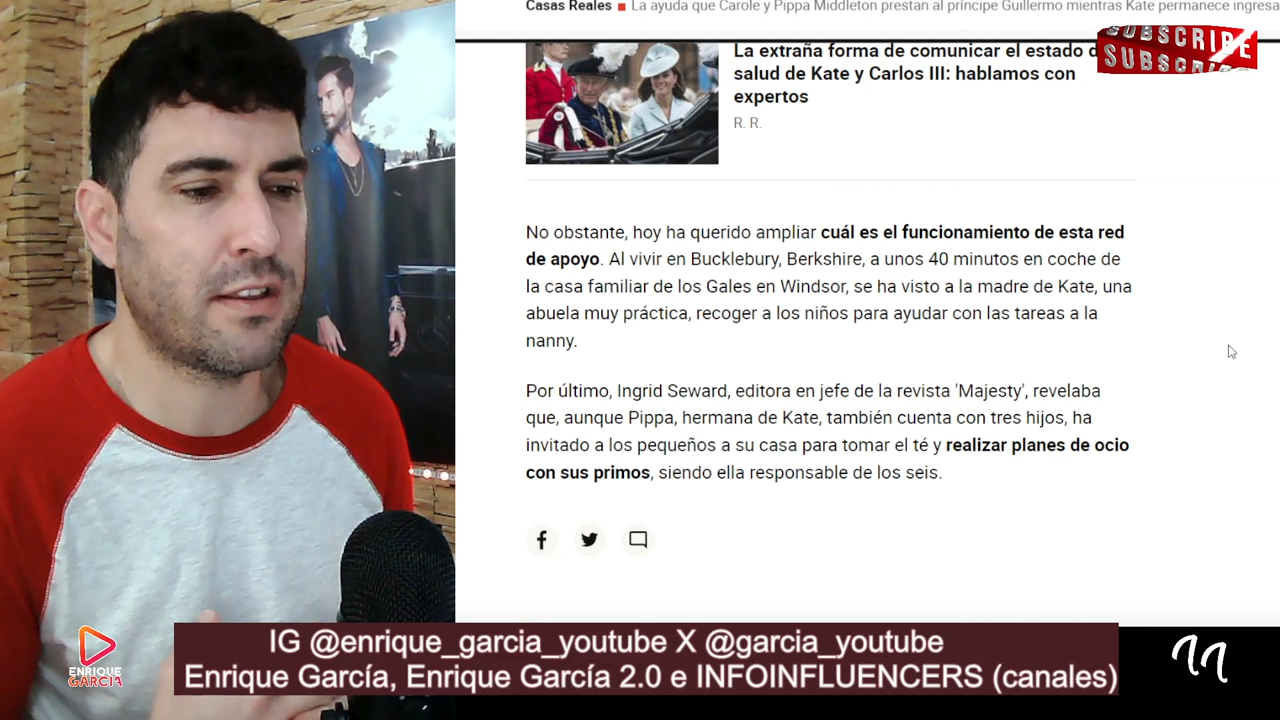 Casas Reales ■ La ayuda que Carole y Pippa Middleton prestan al príncipe Guillermo mientras Kate permanece ingresa
SUBSCRIBE
SUBSCRIBE
La extraña forma de comunicar el estado d
salud de Kate y Carlos III: hablamos con
expertos
R. R.
No obstante, hoy ha querido ampliar cuál es el funcionamiento de esta red
de apoyo. Al vivir en Bucklebury, Berkshire, a unos 40 minutos en coche de
la casa familiar de los Gales en Windsor, se ha visto a la madre de Kate, una
abuela muy práctica, recoger a los niños para ayudar con las tareas a la
nanny.
Por último, Ingrid Seward, editora en jefe de la revista 'Majesty', revelaba
que, aunque Pippa, hermana de Kate, también cuenta con tres hijos, ha
invitado a los pequeños a su casa para tomar el té y realizar planes de ocio
con sus primos, siendo ella responsable de los seis.
ENRIQUE
GARCÍA
IG @enrique_garcia_youtube X @garcia_youtube
Enrique García, Enrique García 2.0 e INFOINFLUENCERS (canales)